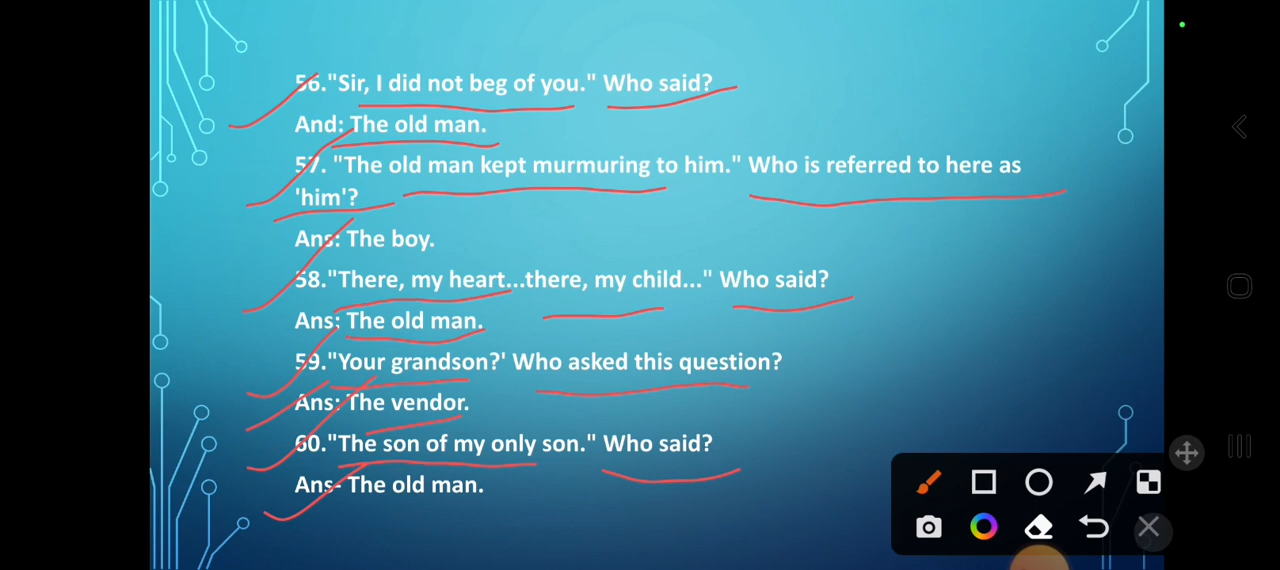 56."Sir, I did not beg of you." Who said?
And: The old man.
57. "The old man kept murmuring to him." Who is referred to here as
'him'?
Ans: The boy.
58."There, my heart...there, my child..." Who said?
Ans: The old man.
59."Your grandson?' Who asked this question?
Ans: The vendor.
60."The son of my only son." Who said?
Ans- The old man.